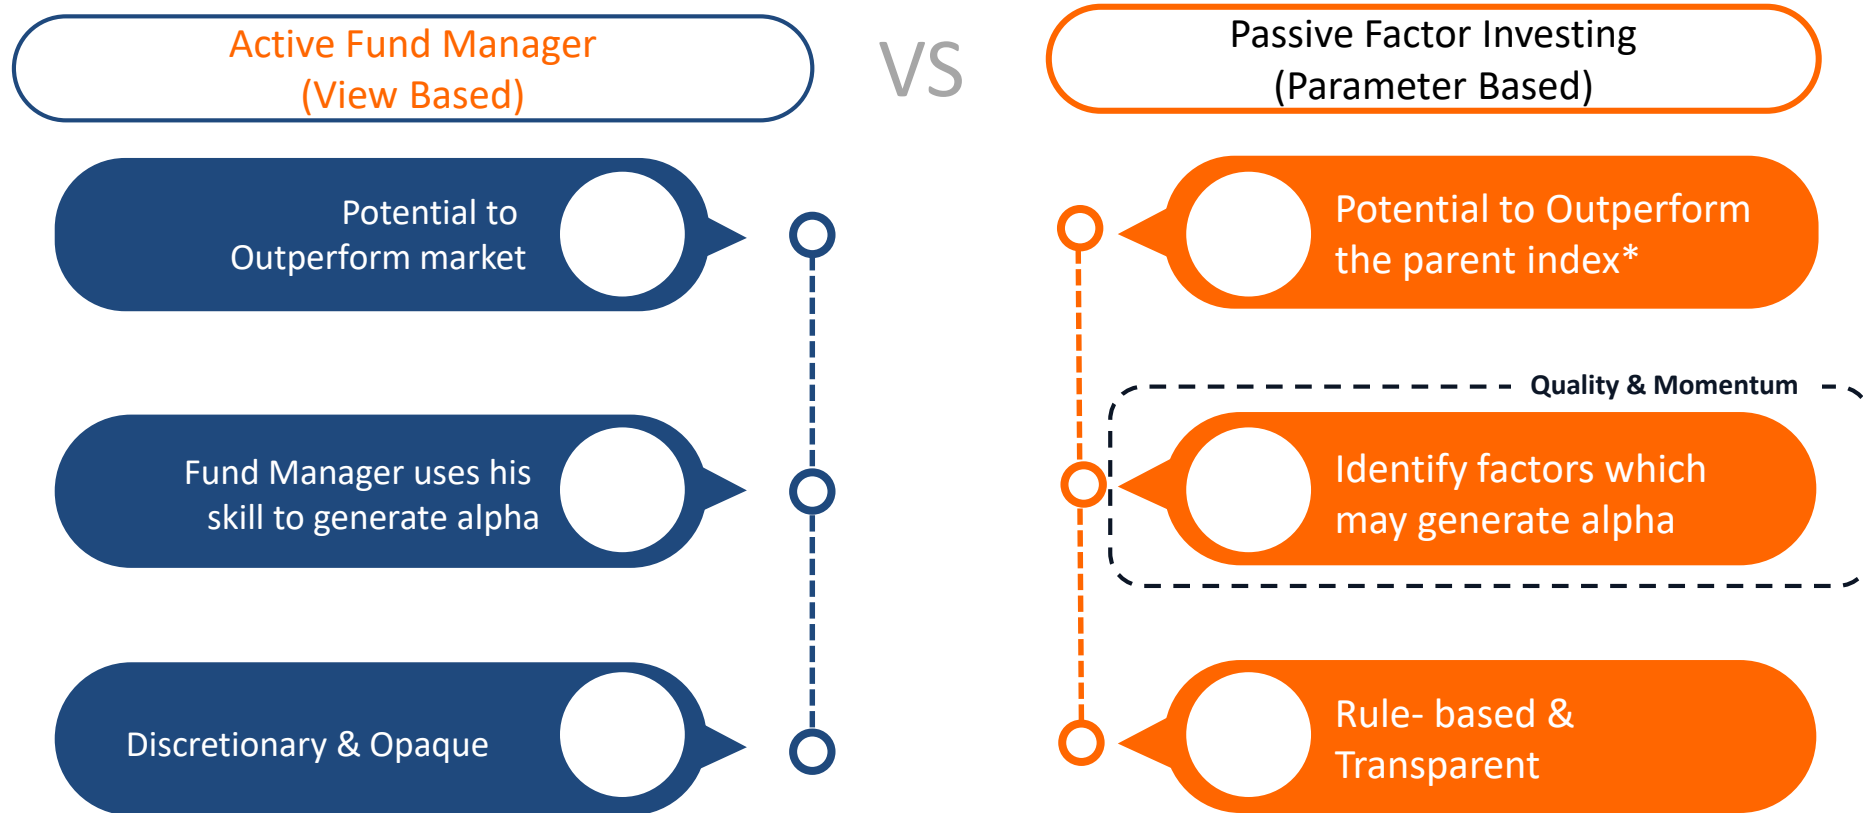 Active Fund Manager
(View Based)
VS
Passive Factor Investing
(Parameter Based)
Potential to
Outperform market
Potential to Outperform
the parent index*
Quality & Momentum
Fund Manager uses his
skill to generate alpha
Identify factors which
may generate alpha
Discretionary & Opaque
Rule- based &
Transparent